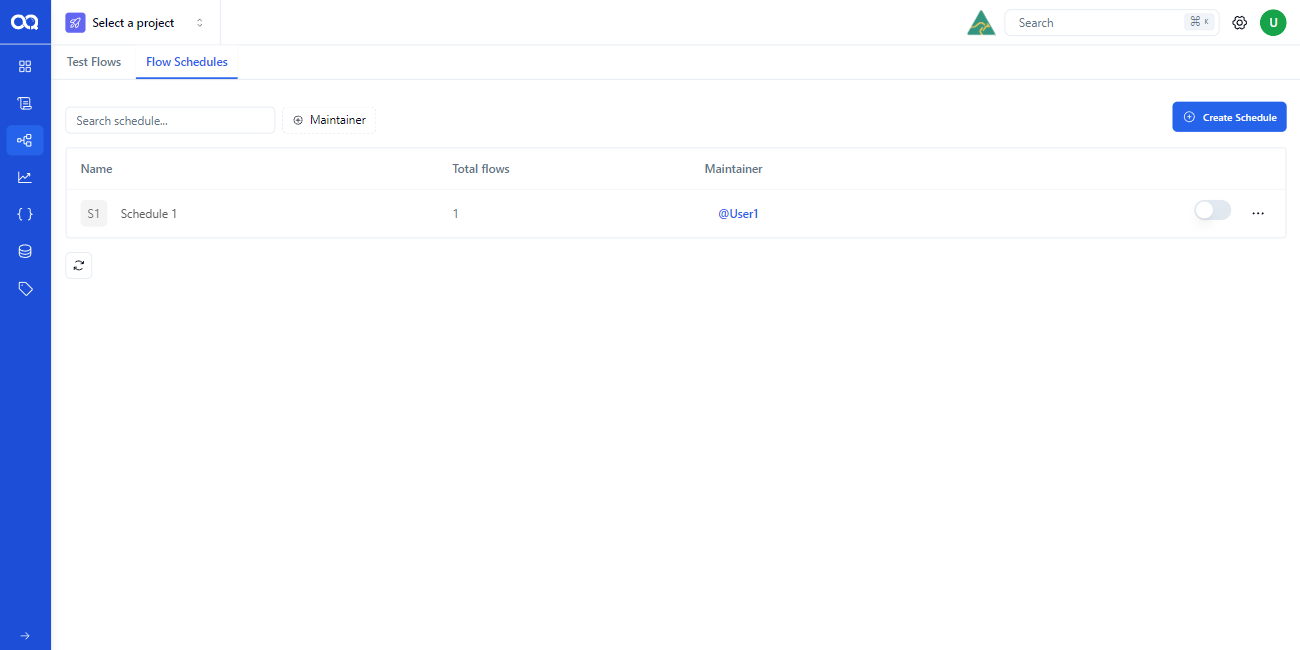 Select a project
Search
⌘ K
U
Test Flows
Flow Schedules
Search schedule...
Maintainer
Create Schedule
Name
Total flows
Maintainer
S1
Schedule 1
1
@User1